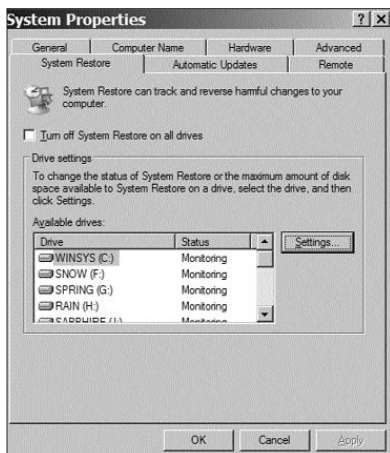 System Properties
General Computer Name Hardware Advanced
System Restore Automatic Updates Remote
System Restore can track and reverse harmful changes to your
computer.
Turn off System Restore on all drives
Drive settings
To change the status of System Restore or the maximum amount of disk
space available to System Restore on a drive, select the drive, and then
click Settings.
Available drives:
Drive Status
WINSYS (C:) Monitoring
Settings...
SNOW (F:) Monitoring
SPRING (G:) Monitoring
RAIN (H:) Monitoring
OK Cancel Apply